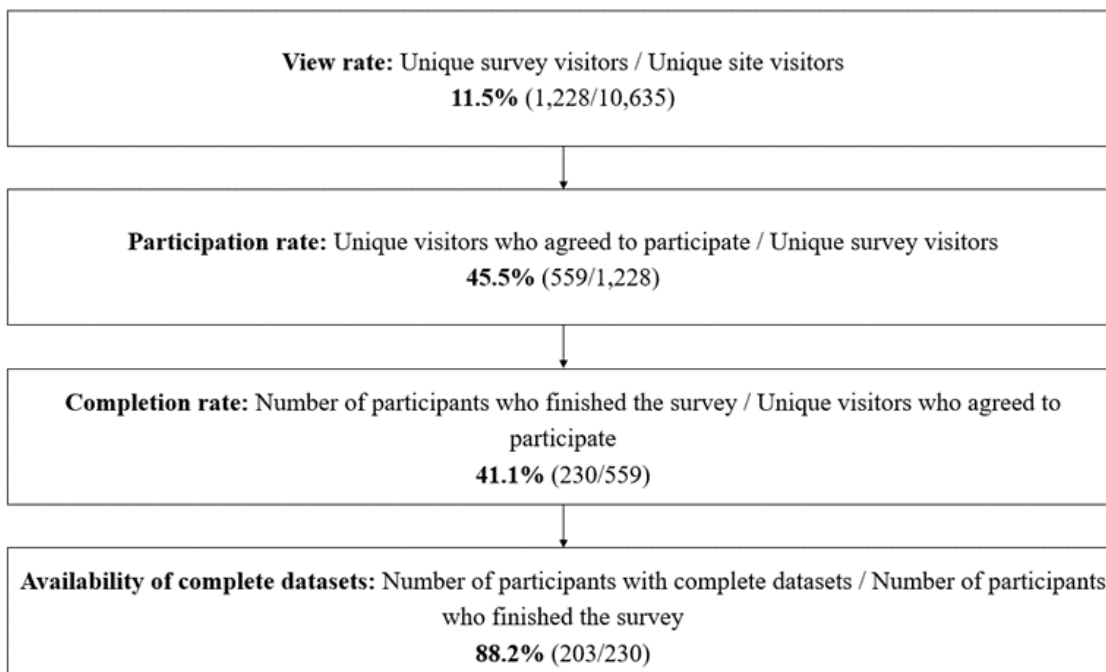 View rate: Unique survey visitors / Unique site visitors
11.5% (1,228/10,635)
Participation rate: Unique visitors who agreed to participate / Unique survey visitors
45.5% (559/1,228)
Completion rate: Number of participants who finished the survey / Unique visitors who agreed to
participate
41.1% (230/559)
Availability of complete datasets: Number of participants with complete datasets / Number of participants
who finished the survey
88.2% (203/230)